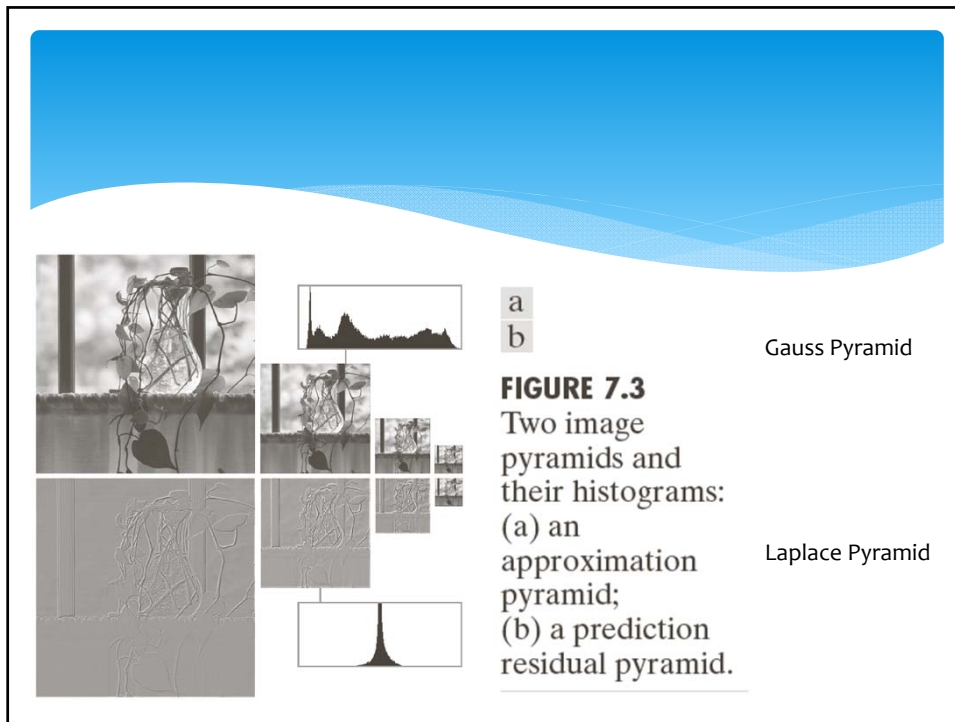 a
b
FIGURE 7.3
Two image
pyramids and
their histograms:
(a) an
approximation
pyramid;
(b) a prediction
residual pyramid.
Gauss Pyramid
Laplace Pyramid